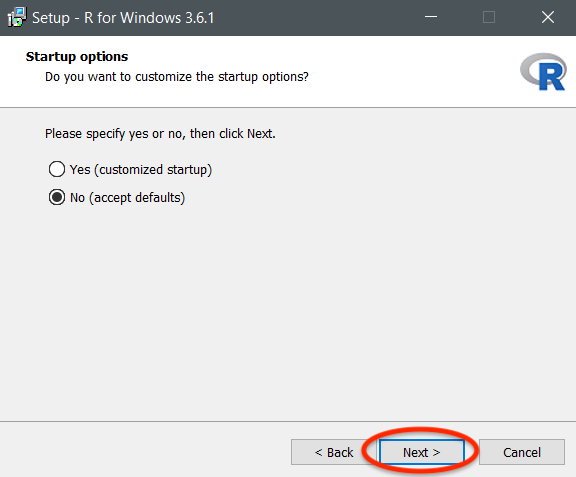 Setup - R for Windows 3.6.1
Startup options
Do you want to customize the startup options?
R
Please specify yes or no, then click Next.
Yes (customized startup)
No (accept defaults)
< Back Next > Cancel